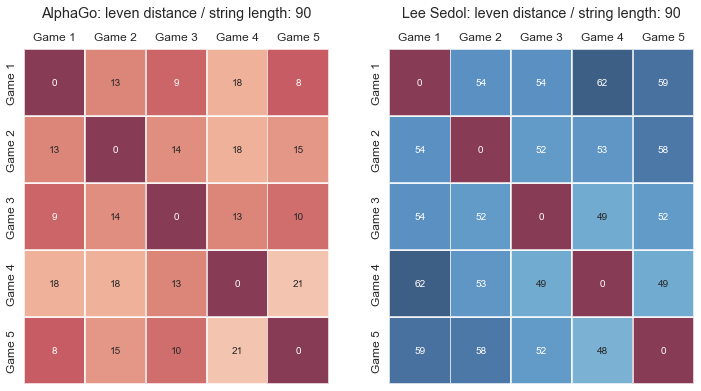 AlphaGo: leven distance / string length: 90
Game 1 Game 2 Game 3 Game 4 Game 5
Game 1 0 13 9 18 8
Game 2 13 0 14 18 15
Game 3 9 14 0 13 10
Game 4 18 18 13 0 21
Game 5 8 15 10 21 0
Lee Sedol: leven distance / string length: 90
Game 1 Game 2 Game 3 Game 4 Game 5
Game 1 0 54 54 62 59
Game 2 54 0 52 53 58
Game 3 54 52 0 49 52
Game 4 62 53 49 0 49
Game 5 59 58 52 48 0